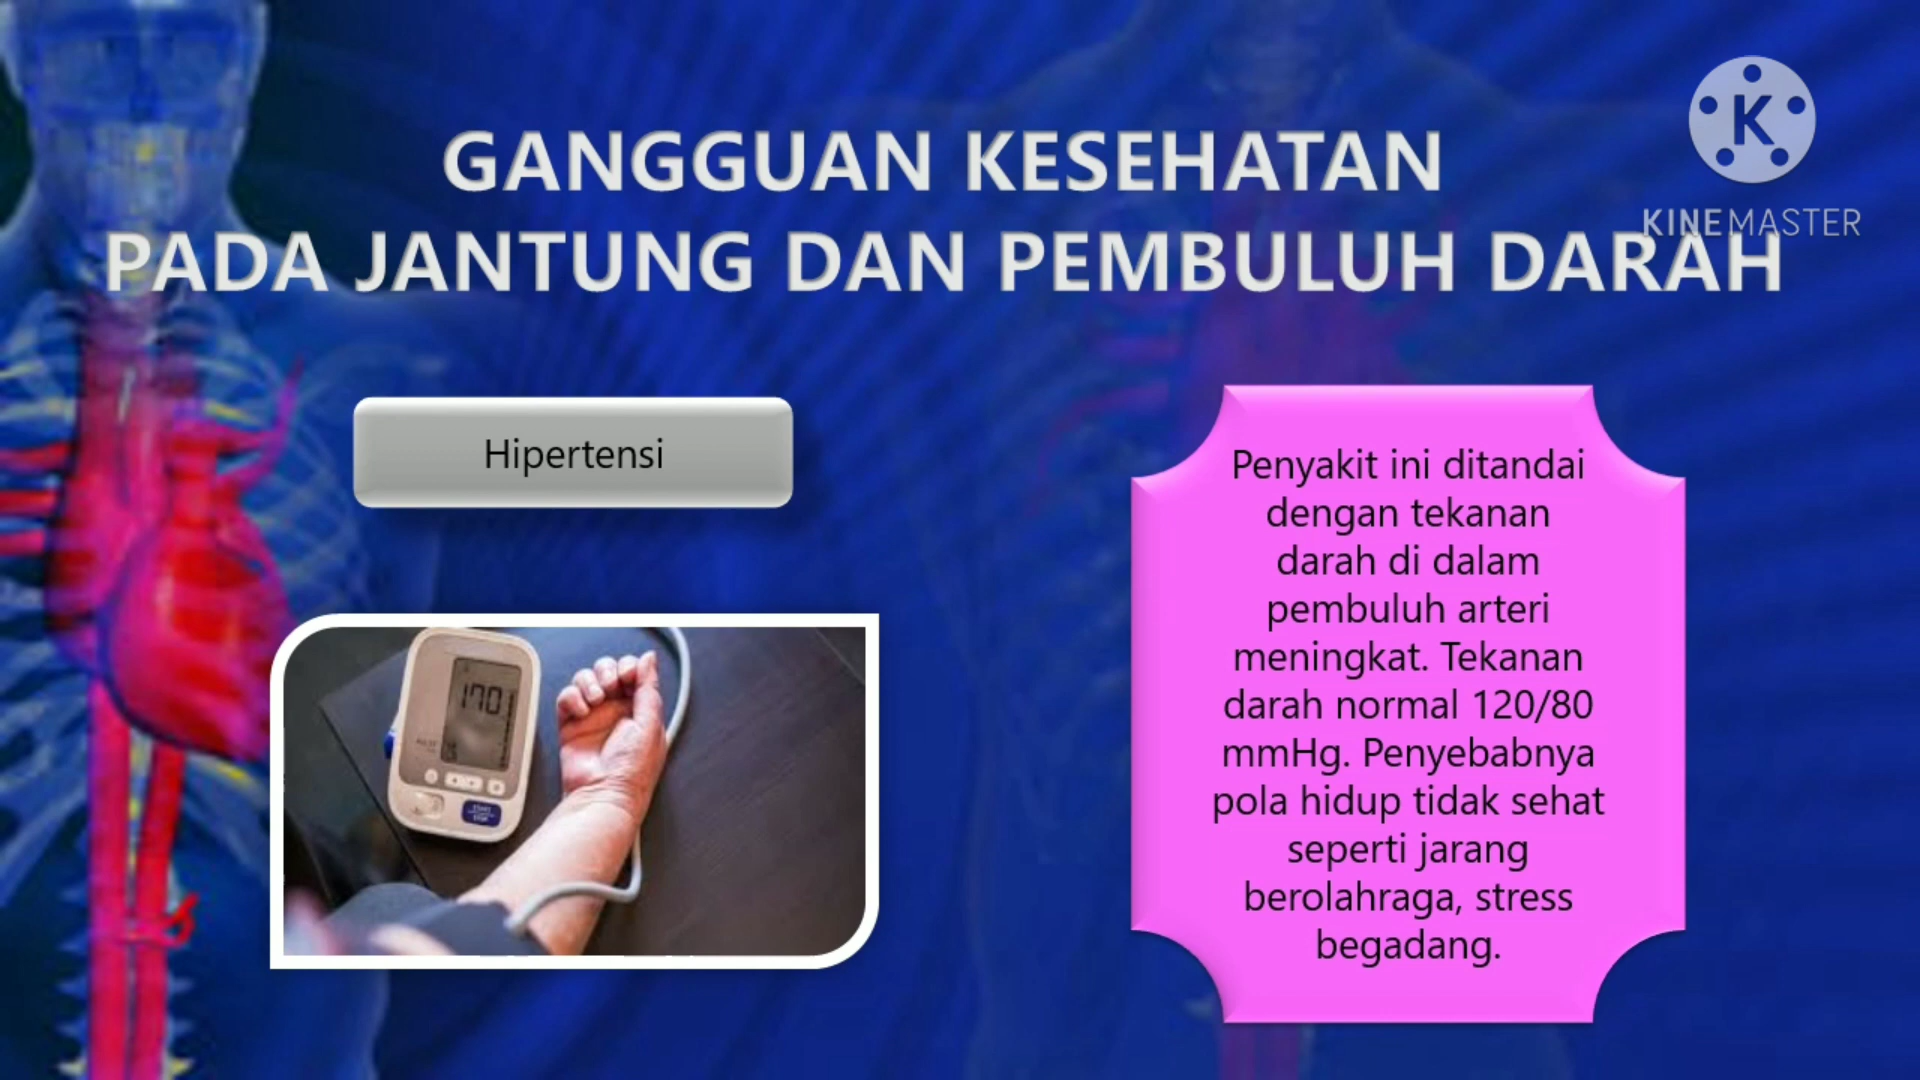 GANGGUAN KESEHATAN
PADA JANTUNG DAN PEMBULUH DARAH
KINEMASTER
Hipertensi
Penyakit ini ditandai
dengan tekanan
darah di dalam
pembuluh arteri
meningkat. Tekanan
darah normal 120/80
mmHg. Penyebabnya
pola hidup tidak sehat
seperti jarang
berolahraga, stress
begadang.